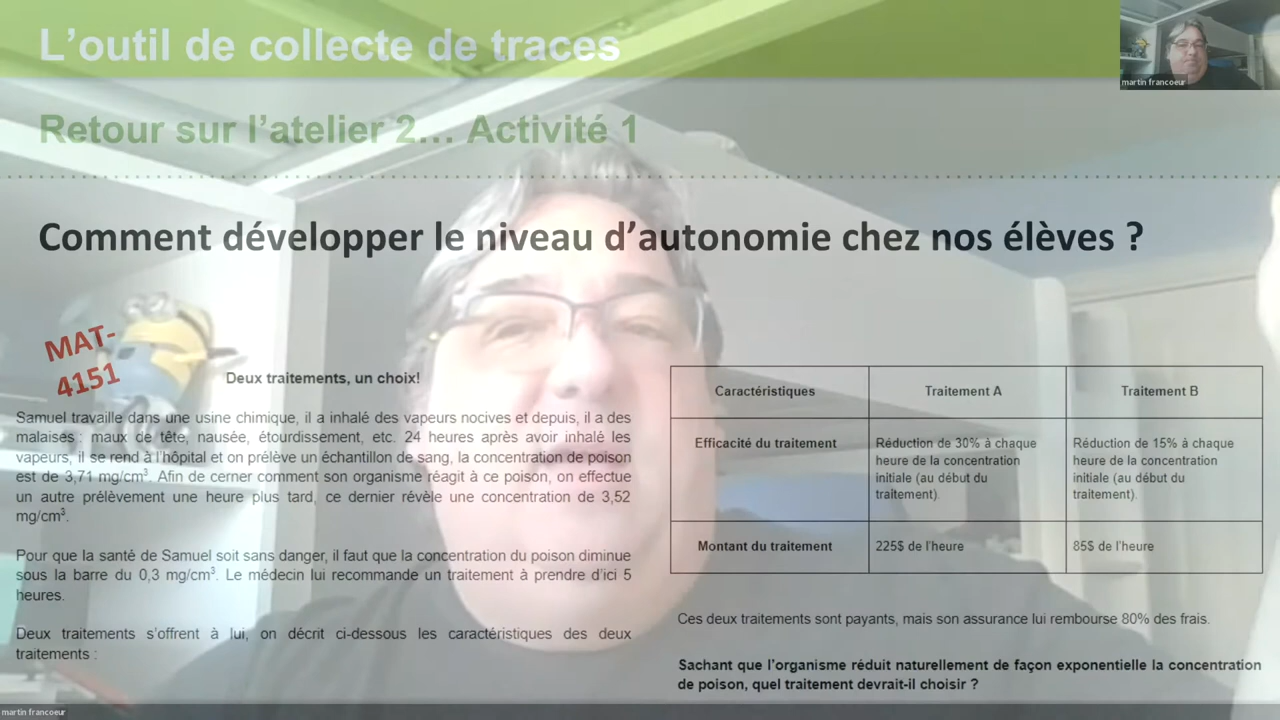 L’outil de collecte de traces
martin francoeur
Retour sur l’atelier 2... Activité 1
Comment développer le niveau d’autonomie chez nos élèves ?
MAT-
4151
Deux traitements, un choix!
Samuel travaille dans une usine chimique, il a inhalé des vapeurs nocives et depuis, il a des
malaises : maux de tête, nausée, étourdissement, etc. 24 heures après avoir inhalé les
vapeurs, il se rend à l’hôpital et on prélève un échantillon de sang, la concentration de poison
est de 3,71 mg/cm³. Afin de cerner comment son organisme réagit à ce poison, on effectue
un autre prélèvement une heure plus tard, ce dernier révèle une concentration de 3,52
mg/cm³.
Pour que la santé de Samuel soit sans danger, il faut que la concentration du poison diminue
sous la barre du 0,3 mg/cm³. Le médecin lui recommande un traitement à prendre d’ici 5
heures.
Deux traitements s’offrent à lui, on décrit ci-dessous les caractéristiques des deux
traitements :
Caractéristiques
Traitement A
Traitement B
Efficacité du traitement
Réduction de 30% à chaque
heure de la concentration
initiale (au début du
traitement).
Réduction de 15% à chaque
heure de la concentration
initiale (au début du
traitement).
Montant du traitement
225$ de l’heure
85$ de l’heure
Ces deux traitements sont payants, mais son assurance lui rembourse 80% des frais.
Sachant que l’organisme réduit naturellement de façon exponentielle la concentration
de poison, quel traitement devrait-il choisir ?
martin francoeur